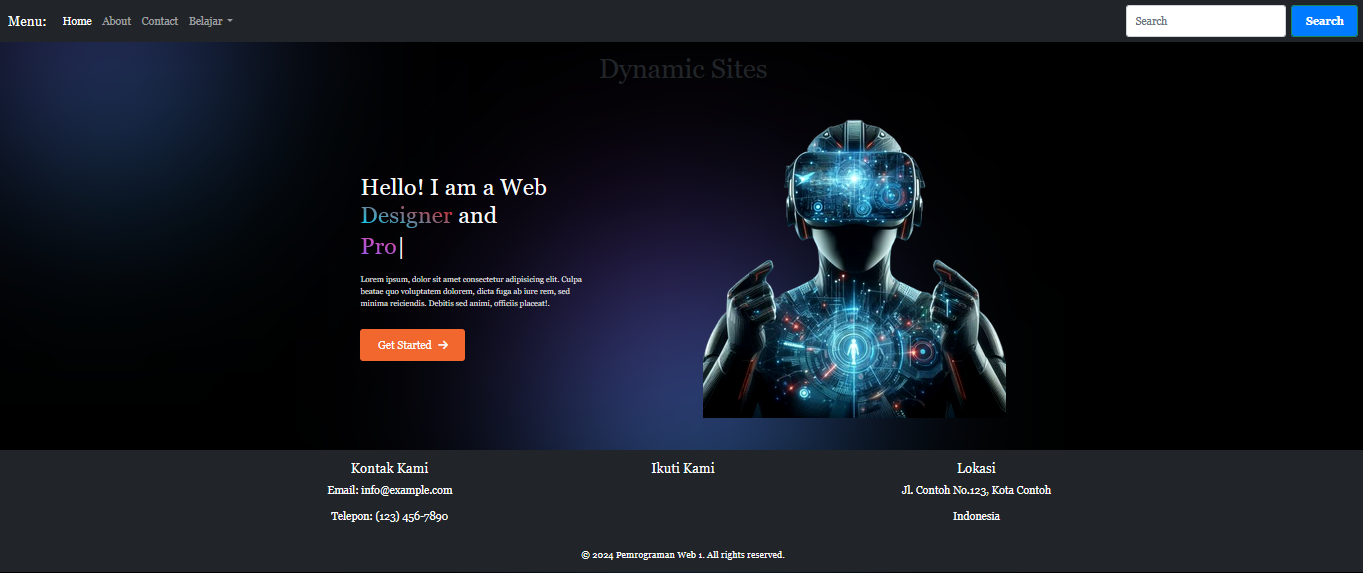 Menu: Home About Contact Belajar Search Search
Dynamic Sites
Hello! I am a Web
Designer and
Pro|
Lorem ipsum, dolor sit amet consectetur adipisicing elit. Culpa
beatae quo voluptatem dolorem, dicta fuga ab iure rem, sed
minima reiciendis. Debitis sed animi, officiis placeat!.
Get Started
Kontak Kami
Email: info@example.com
Telepon: (123) 456-7890
Ikuti Kami
Lokasi
Jl. Contoh No.123, Kota Contoh
Indonesia
© 2024 Pemrograman Web 1. All rights reserved.